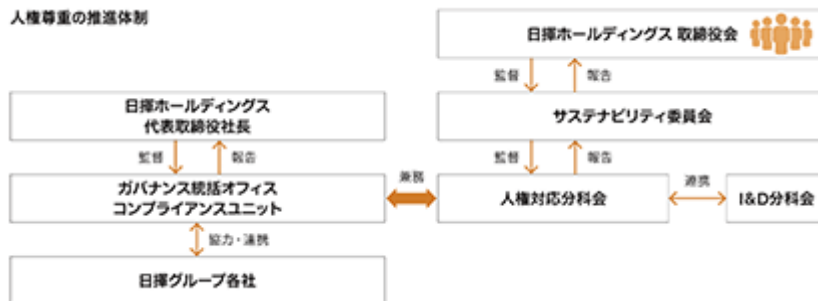 人権尊重の推進体制
日揮ホールディングス 取締役会
監督
報告
日揮ホールディングス
代表取締役社長
サステナビリティ委員会
監督
報告
監督
報告
ガバナンス統括オフィス
コンプライアンスユニット
兼務
人権対応分科会
連携
I&D分科会
協力・連携
日揮グループ各社